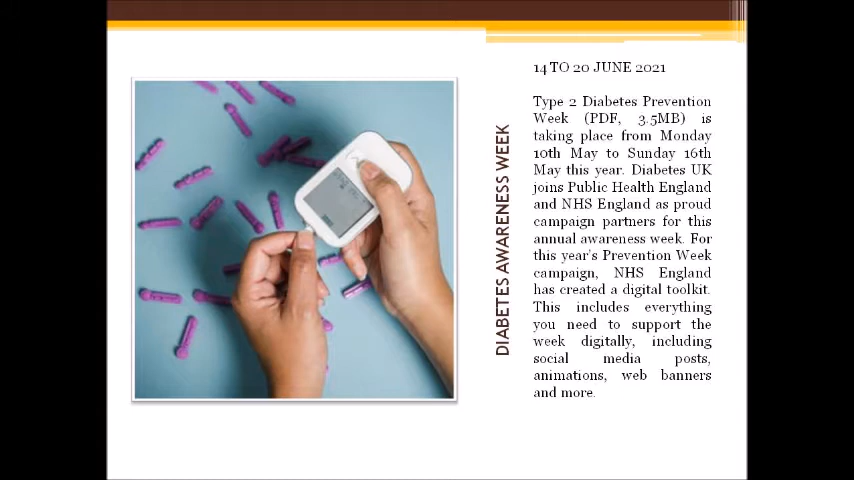 14 TO 20 JUNE 2021
Type 2 Diabetes Prevention
Week (PDF, 3.5MB) is
taking place from Monday
10th May to Sunday 16th
May this year. Diabetes UK
joins Public Health England
and NHS England as proud
campaign partners for this
annual awareness week. For
this year's Prevention Week
campaign, NHS England
has created a digital toolkit.
This includes everything
you need to support the
week digitally, including
social media posts,
animations, web banners
and more.
DIABETES AWARENESS WEEK